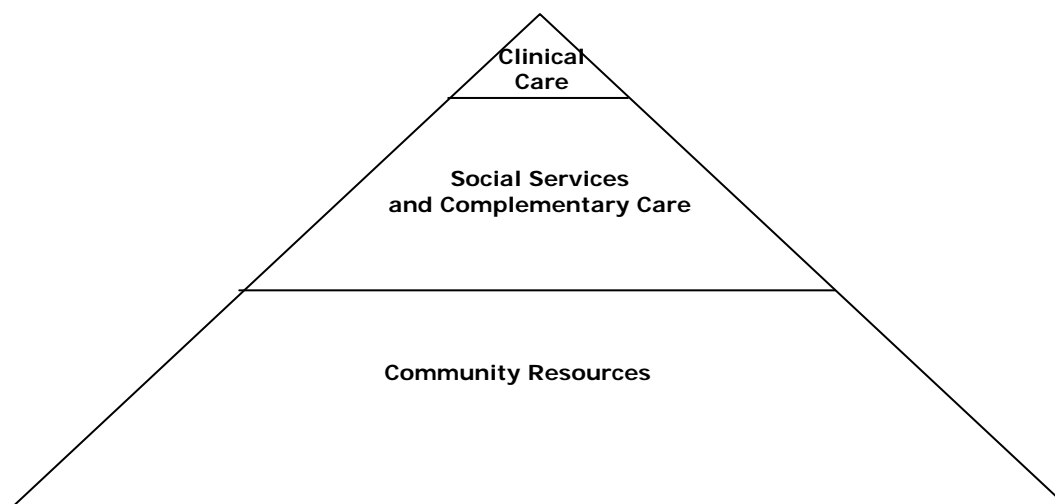 Clinical
Care
Social Services
and Complementary Care
Community Resources